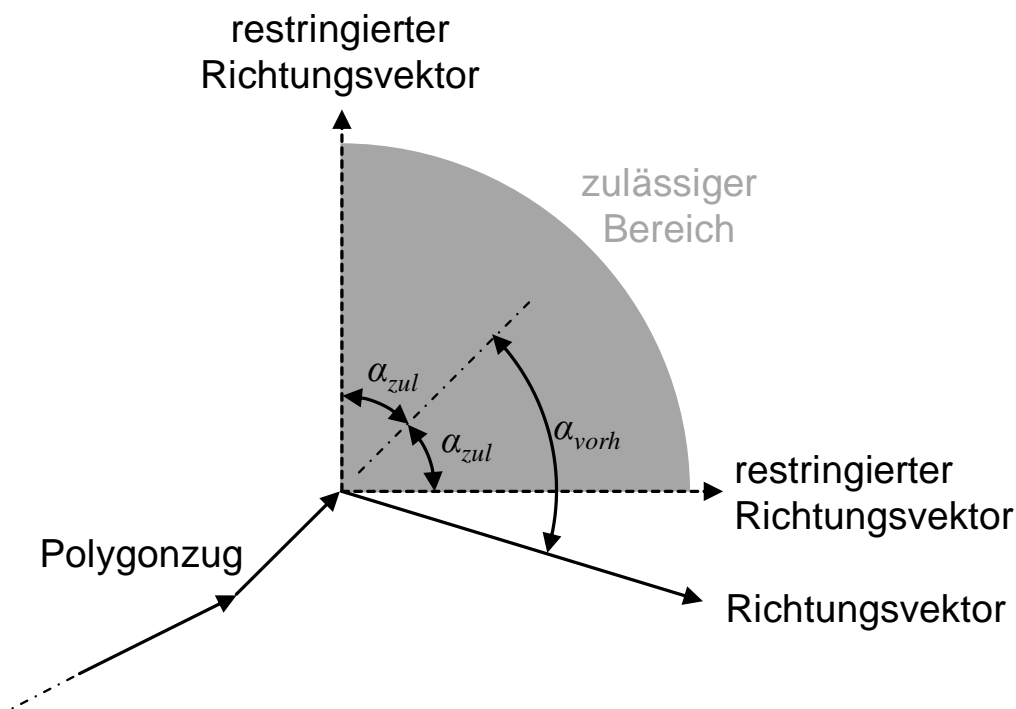 restringierter
Richtungsvektor
zulässiger
Bereich
α_zul
α_zul
α_vorh
restringierter
Richtungsvektor
Polygonzug
Richtungsvektor